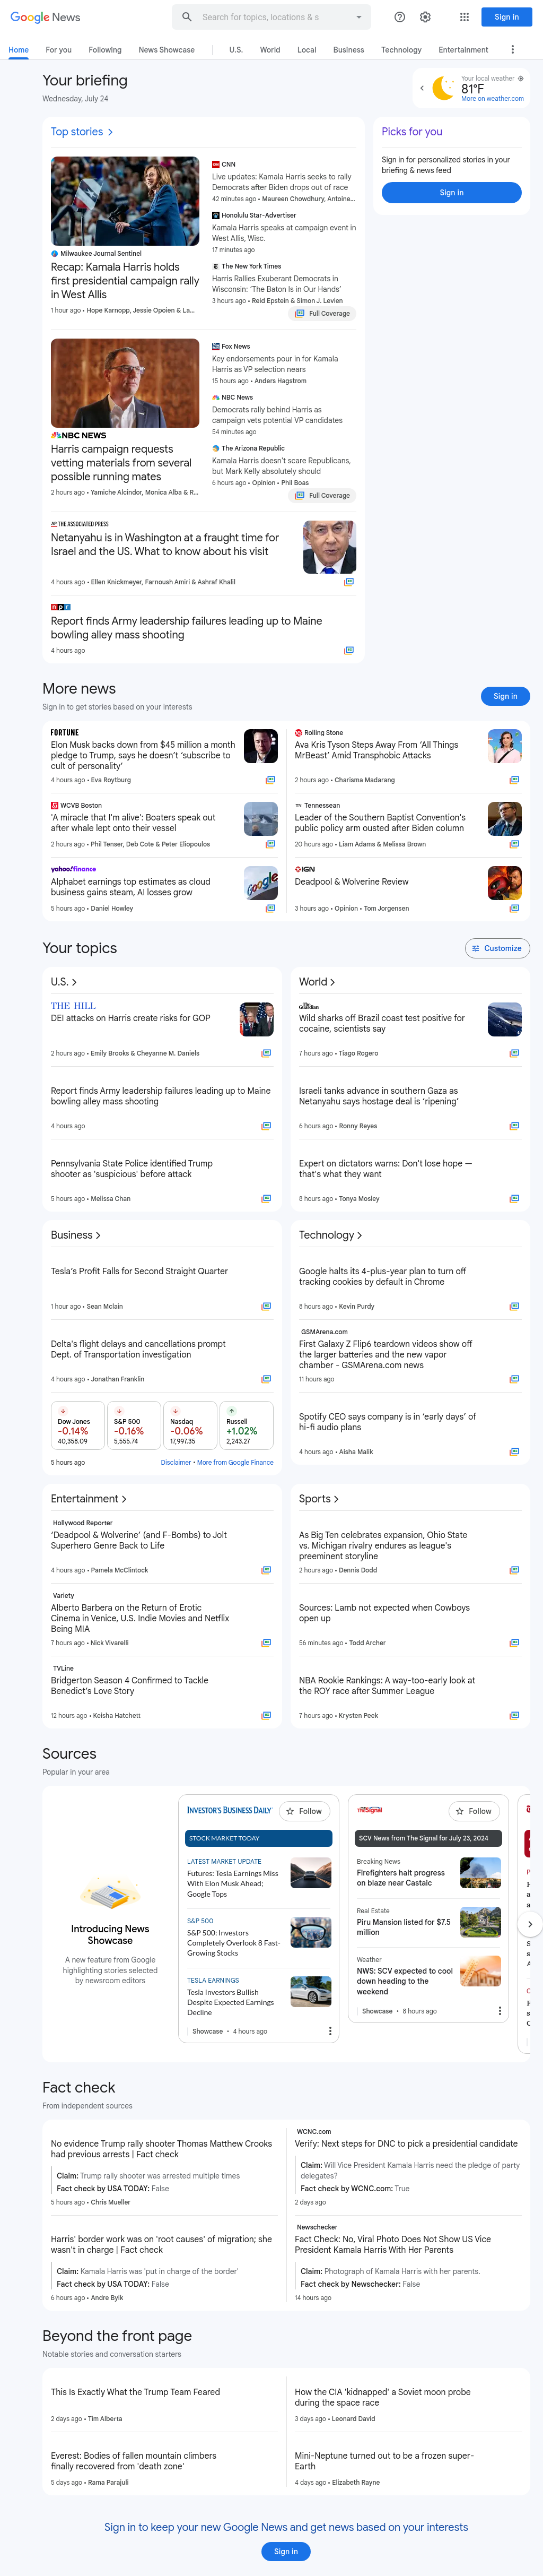 Google News
Search for topics, locations & s
Sign in
Home
For you
Following
News Showcase
U.S.
World
Local
Business
Technology
Entertainment
Your briefing
Wednesday, July 24
Your local weather
81°F
More on weather.com
Top stories
Milwaukee Journal Sentinel
Recap: Kamala Harris holds
first presidential campaign rally
in West Allis
1 hour ago • Hope Karnopp, Jessie Opoien & La...
CNN
Live updates: Kamala Harris seeks to rally
Democrats after Biden drops out of race
42 minutes ago • Maureen Chowdhury, Antoine...
Honolulu Star-Advertiser
Kamala Harris speaks at campaign event in
West Allis, Wisc.
17 minutes ago
The New York Times
Harris Rallies Exuberant Democrats in
Wisconsin: 'The Baton Is in Our Hands'
3 hours ago • Reid Epstein & Simon J. Levien
Full Coverage
NBC NEWS
Harris campaign requests
vetting materials from several
possible running mates
2 hours ago • Yamiche Alcindor, Monica Alba & R...
Fox News
Key endorsements pour in for Kamala
Harris as VP selection nears
15 hours ago • Anders Hagstrom
NBC News
Democrats rally behind Harris as
campaign vets potential VP candidates
54 minutes ago
The Arizona Republic
Kamala Harris doesn't scare Republicans,
but Mark Kelly absolutely should
6 hours ago • Opinion • Phil Boas
Full Coverage
AP THE ASSOCIATED PRESS
Netanyahu is in Washington at a fraught time for
Israel and the US. What to know about his visit
4 hours ago • Ellen Knickmeyer, Farnoush Amiri & Ashraf Khalil
npr
Report finds Army leadership failures leading up to Maine
bowling alley mass shooting
4 hours ago
Picks for you
Sign in for personalized stories in your
briefing & news feed
Sign in
More news
Sign in to get stories based on your interests
Sign in
FORTUNE
Elon Musk backs down from $45 million a month
pledge to Trump, says he doesn't 'subscribe to
cult of personality'
4 hours ago • Eva Roytburg
Rolling Stone
Ava Kris Tyson Steps Away From 'All Things
MrBeast' Amid Transphobic Attacks
2 hours ago • Charisma Madarang
WCVB Boston
'A miracle that I'm alive': Boaters speak out
after whale lept onto their vessel
2 hours ago • Phil Tenser, Deb Cote & Peter Eliopoulos
Tennessean
Leader of the Southern Baptist Convention's
public policy arm ousted after Biden column
20 hours ago • Liam Adams & Melissa Brown
yahoo!finance
Alphabet earnings top estimates as cloud
business gains steam, AI losses grow
5 hours ago • Daniel Howley
Google
IGN
Deadpool & Wolverine Review
3 hours ago • Opinion • Tom Jorgensen
Your topics
Customize
U.S.
THE HILL
DEI attacks on Harris create risks for GOP
2 hours ago • Emily Brooks & Cheyanne M. Daniels
Report finds Army leadership failures leading up to Maine
bowling alley mass shooting
4 hours ago
Pennsylvania State Police identified Trump
shooter as 'suspicious' before attack
5 hours ago • Melissa Chan
World
The Guardian
Wild sharks off Brazil coast test positive for
cocaine, scientists say
7 hours ago • Tiago Rogero
Israeli tanks advance in southern Gaza as
Netanyahu says hostage deal is 'ripening'
6 hours ago • Ronny Reyes
Expert on dictators warns: Don't lose hope —
that's what they want
8 hours ago • Tonya Mosley
Business
Tesla's Profit Falls for Second Straight Quarter
1 hour ago • Sean Mclain
Delta's flight delays and cancellations prompt
Dept. of Transportation investigation
4 hours ago • Jonathan Franklin
Dow Jones
-0.14%
40,358.09
S&P 500
-0.16%
5,555.74
Nasdaq
-0.06%
17,997.35
Russell
+1.02%
2,243.27
5 hours ago
Disclaimer • More from Google Finance
Technology
Google halts its 4-plus-year plan to turn off
tracking cookies by default in Chrome
8 hours ago • Kevin Purdy
GSMArena.com
First Galaxy Z Flip6 teardown videos show off
the larger batteries and the new vapor
chamber - GSMArena.com news
11 hours ago
Spotify CEO says company is in 'early days' of
hi-fi audio plans
4 hours ago • Aisha Malik
Entertainment
Hollywood Reporter
'Deadpool & Wolverine' (and F-Bombs) to Jolt
Superhero Genre Back to Life
4 hours ago • Pamela McClintock
Variety
Alberto Barbera on the Return of Erotic
Cinema in Venice, U.S. Indie Movies and Netflix
Being MIA
7 hours ago • Nick Vivarelli
TVLine
Bridgerton Season 4 Confirmed to Tackle
Benedict's Love Story
12 hours ago • Keisha Hatchett
Sports
As Big Ten celebrates expansion, Ohio State
vs. Michigan rivalry endures as league's
preeminent storyline
2 hours ago • Dennis Dodd
Sources: Lamb not expected when Cowboys
open up
56 minutes ago • Todd Archer
NBA Rookie Rankings: A way-too-early look at
the ROY race after Summer League
7 hours ago • Krysten Peek
Sources
Popular in your area
Introducing News
Showcase
A new feature from Google
highlighting stories selected
by newsroom editors
INVESTOR'S BUSINESS DAILY
Follow
STOCK MARKET TODAY
LATEST MARKET UPDATE
Futures: Tesla Earnings Miss
With Elon Musk Ahead;
Google Tops
S&P 500
S&P 500: Investors
Completely Overlook 8 Fast-
Growing Stocks
TESLA EARNINGS
Tesla Investors Bullish
Despite Expected Earnings
Decline
Showcase • 4 hours ago
The Signal
Follow
SCV News from The Signal for July 23, 2024
Breaking News
Firefighters halt progress
on blaze near Castaic
Real Estate
Piru Mansion listed for $7.5
million
Weather
NWS: SCV expected to cool
down heading to the
weekend
Showcase • 8 hours ago
Fact check
From independent sources
No evidence Trump rally shooter Thomas Matthew Crooks
had previous arrests | Fact check
Claim: Trump rally shooter was arrested multiple times
Fact check by USA TODAY: False
5 hours ago • Chris Mueller
WCNC.com
Verify: Next steps for DNC to pick a presidential candidate
Claim: Will Vice President Kamala Harris need the pledge of party
delegates?
Fact check by WCNC.com: True
2 days ago
Harris' border work was on 'root causes' of migration; she
wasn't in charge | Fact check
Claim: Kamala Harris was 'put in charge of the border'
Fact check by USA TODAY: False
6 hours ago • Andre Byik
Newschecker
Fact Check: No, Viral Photo Does Not Show US Vice
President Kamala Harris With Her Parents
Claim: Photograph of Kamala Harris with her parents.
Fact check by Newschecker: False
14 hours ago
Beyond the front page
Notable stories and conversation starters
This Is Exactly What the Trump Team Feared
2 days ago • Tim Alberta
How the CIA 'kidnapped' a Soviet moon probe
during the space race
3 days ago • Leonard David
Everest: Bodies of fallen mountain climbers
finally recovered from 'death zone'
5 days ago • Rama Parajuli
Mini-Neptune turned out to be a frozen super-
Earth
4 days ago • Elizabeth Rayne
Sign in to keep your new Google News and get news based on your interests
Sign in